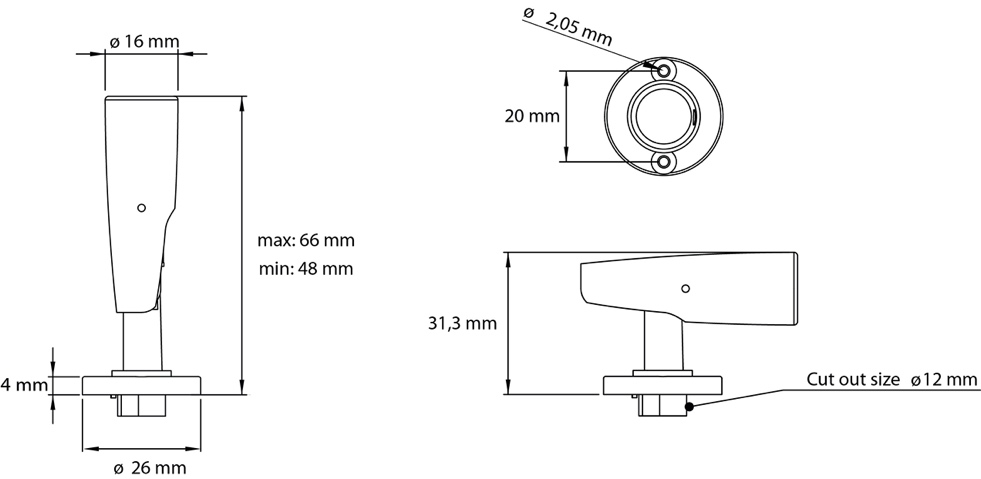 ø 16 mm
max: 66 mm
min: 48 mm
4 mm
ø 26 mm
ø 2,05 mm
20 mm
31,3 mm
Cut out size ø12 mm